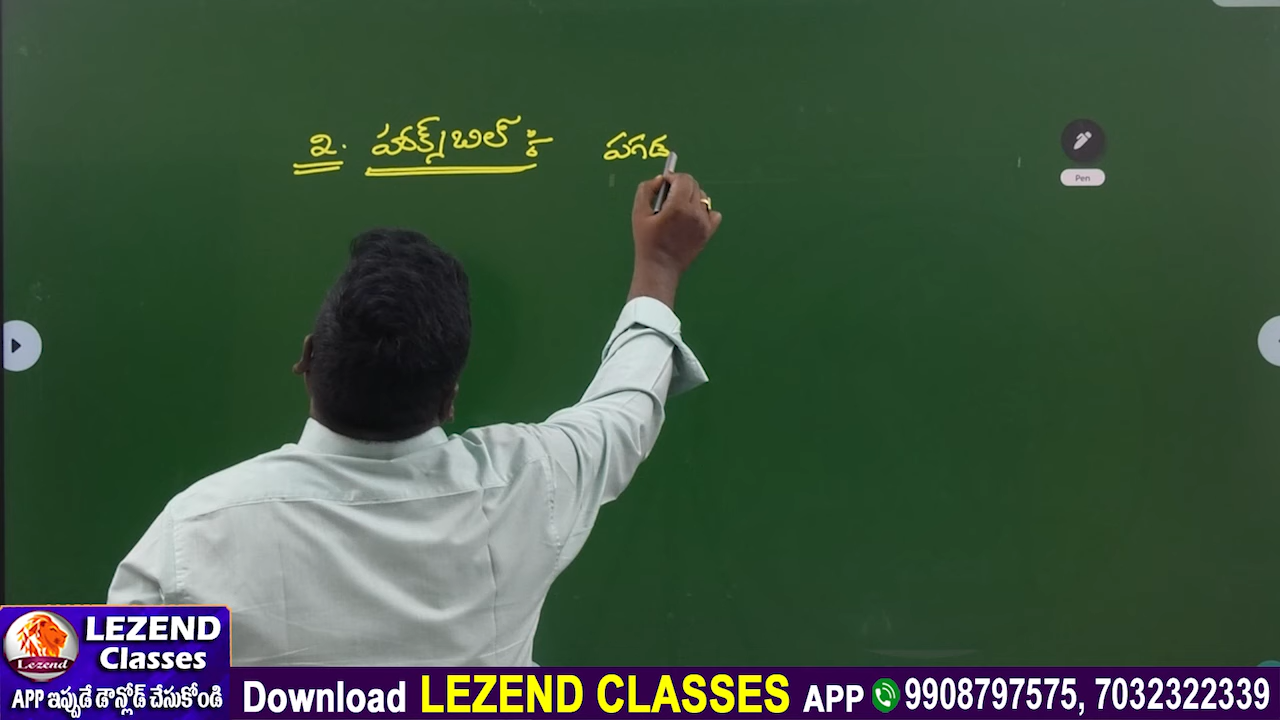 ౨. హాక్స్‌బిల్ :- పగడ
Pen
LEZEND
Classes
Lezend
APP ఇప్పుడే డౌన్లోడ్ చేసుకోండి
Download LEZEND CLASSES APP 9908797575, 7032322339